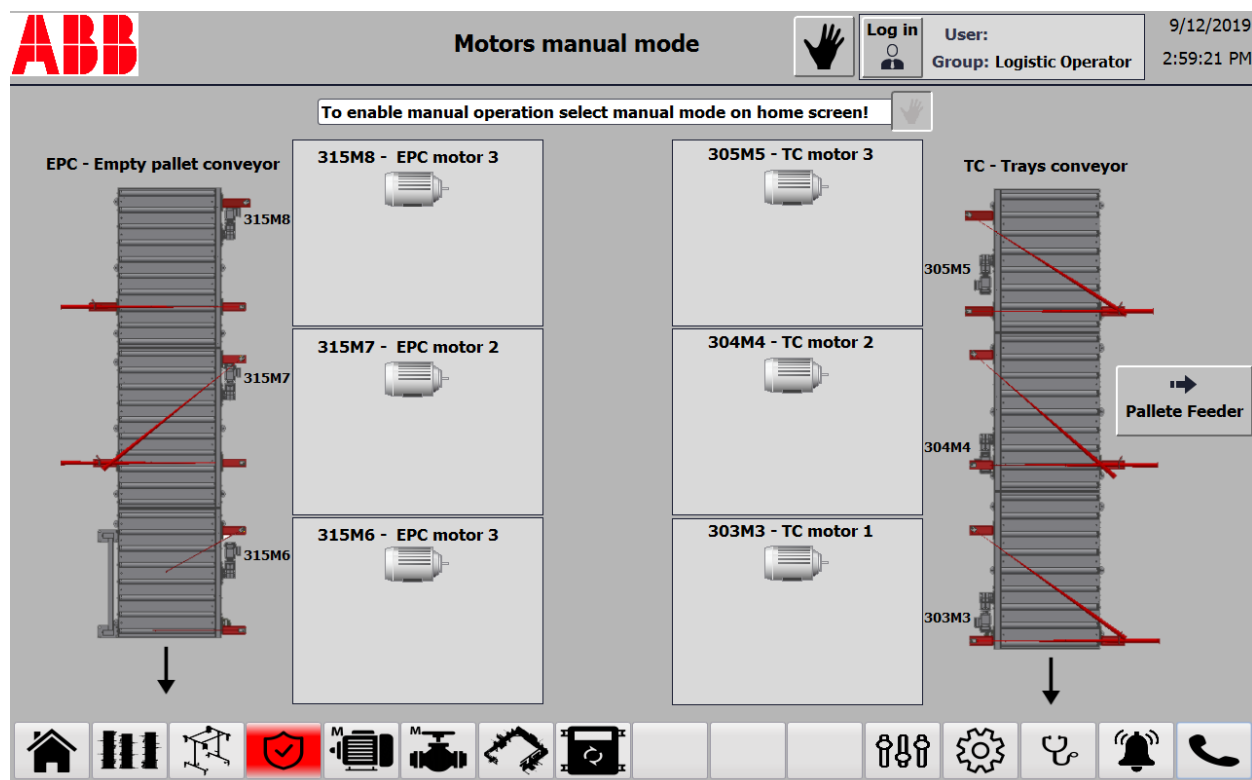 ABB
Motors manual mode
Log in
User:
Group: Logistic Operator
9/12/2019
2:59:21 PM
To enable manual operation select manual mode on home screen!
EPC - Empty pallet conveyor
315M8 - EPC motor 3
305M5 - TC motor 3
TC - Trays conveyor
315M8
305M5
315M7 - EPC motor 2
304M4 - TC motor 2
315M7
Pallete Feeder
304M4
315M6 - EPC motor 3
303M3 - TC motor 1
315M6
303M3
M
M